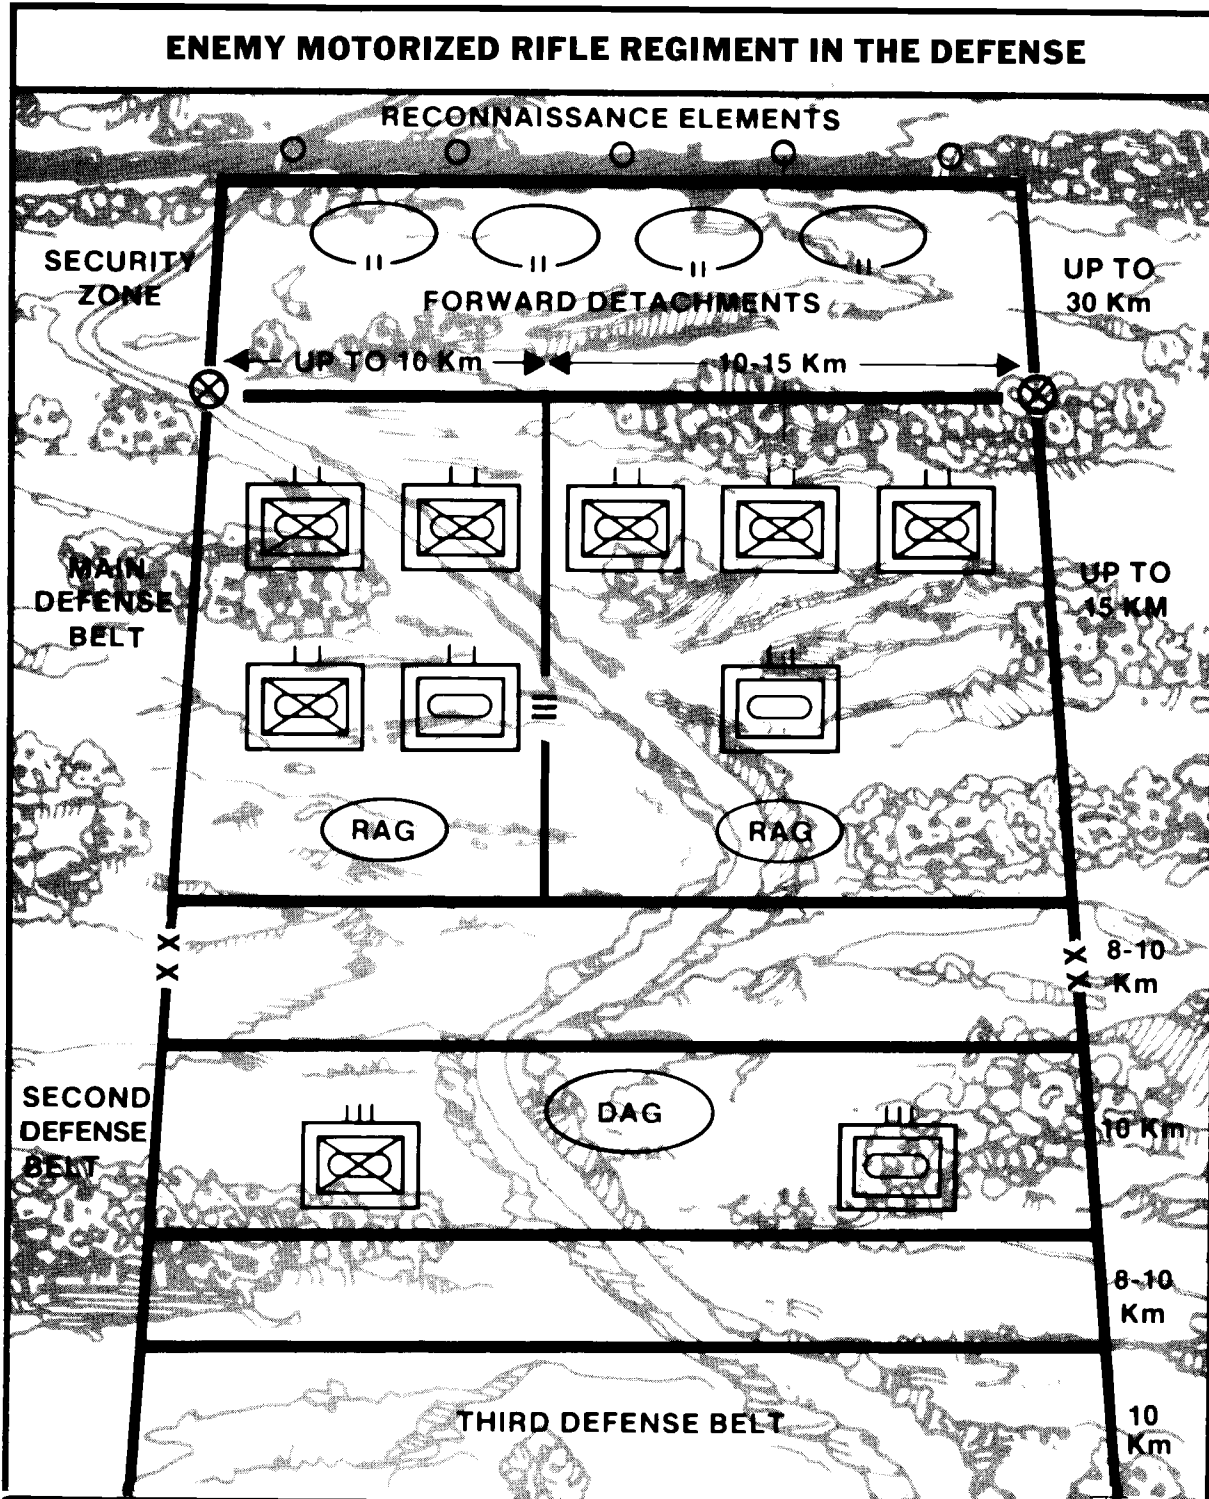 ENEMY MOTORIZED RIFLE REGIMENT IN THE DEFENSE
RECONNAISSANCE ELEMENTS
SECURITY
ZONE
UP TO
30 Km
FORWARD DETACHMENTS
UP TO 10 Km
10-15 Km
MAIN
DEFENSE
BELT
UP TO
15 KM
RAG
RAG
X
X
X
X
8-10
Km
SECOND
DEFENSE
BELT
DAG
10 Km
8-10
Km
THIRD DEFENSE BELT
10
Km